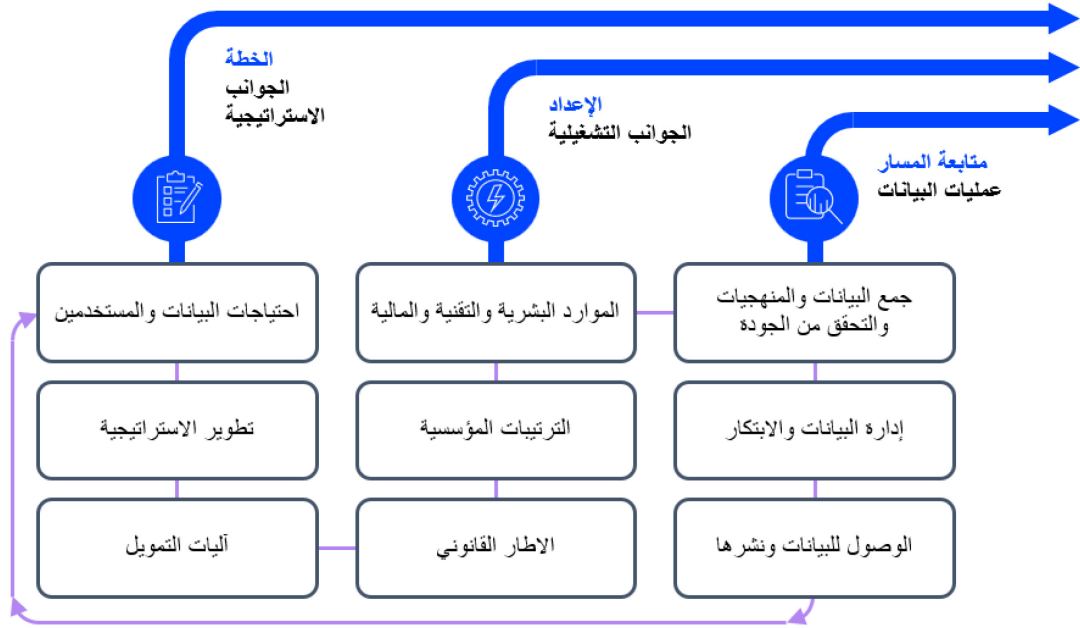 الخطة
الجوانب
الاستراتيجية
احتياجات البيانات والمستخدمين
تطوير الاستراتيجية
آليات التمويل
الإعداد
الجوانب التشغيلية
الموارد البشرية والتقنية والمالية
الترتيبات المؤسسية
الاطار القانوني
متابعة المسار
عمليات البيانات
جمع البيانات والمنهجيات
والتحقق من الجودة
إدارة البيانات والابتكار
الوصول للبيانات ونشرها